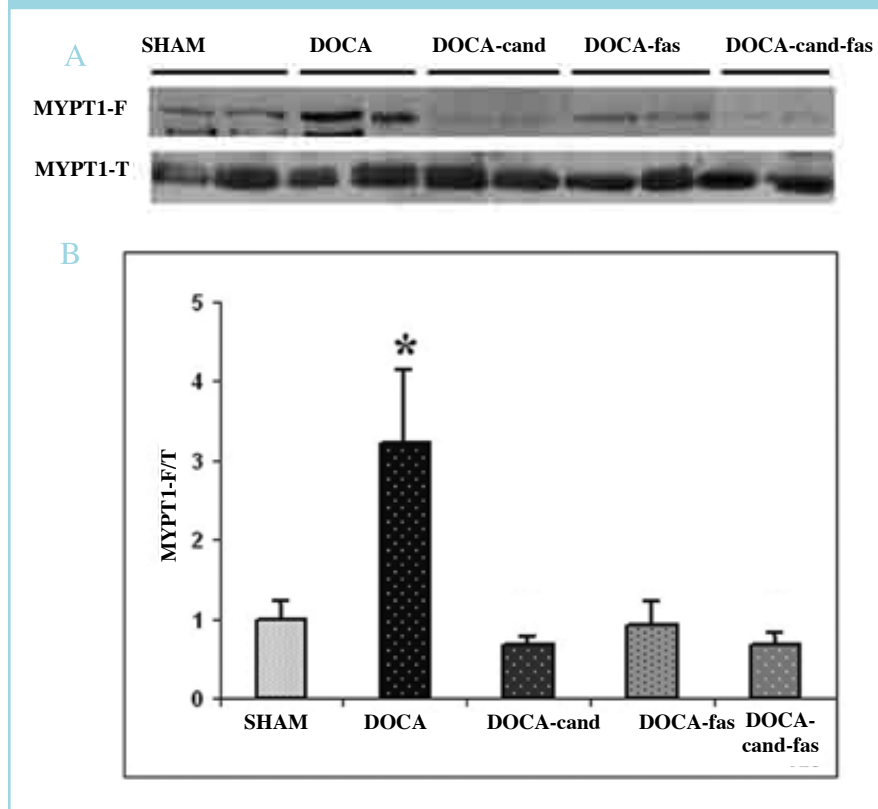 A
SHAM DOCA DOCA-cand DOCA-fas DOCA-cand-fas
MYPT1-F
MYPT1-T
B
5
*
4
3
2
1
0
MYPT1-F/T
SHAM DOCA DOCA-cand DOCA-fas DOCA-
cand-fas